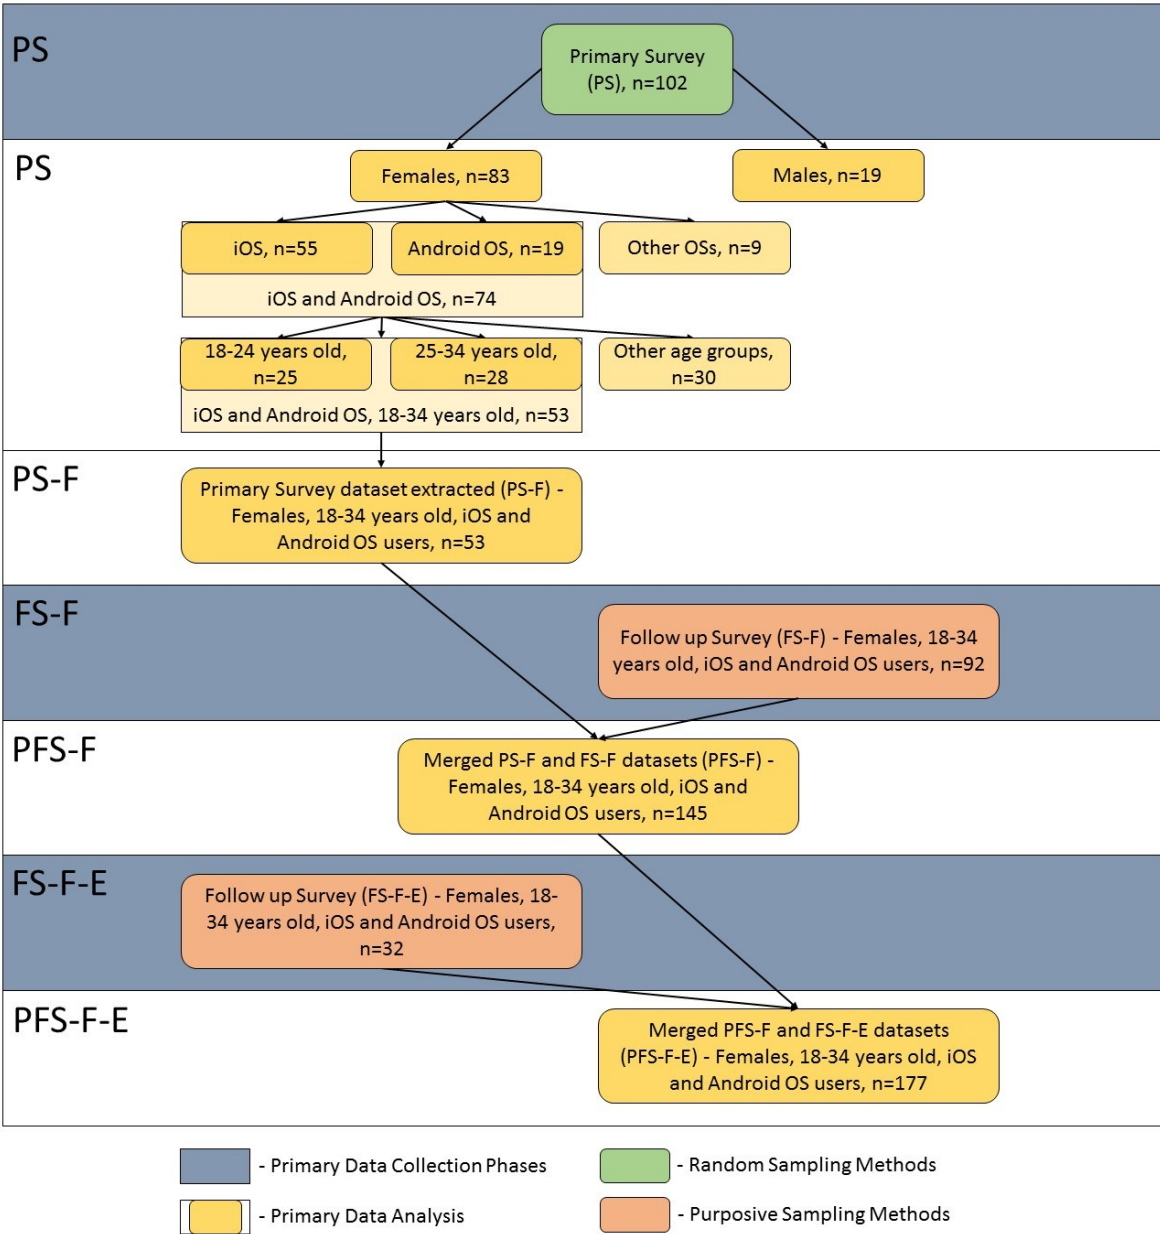 PS
Primary Survey
(PS), n=102
PS
Females, n=83
Males, n=19
iOS, n=55
Android OS, n=19
Other OSs, n=9
iOS and Android OS, n=74
18-24 years old,
n=25
25-34 years old,
n=28
Other age groups,
n=30
iOS and Android OS, 18-34 years old, n=53
PS-F
Primary Survey dataset extracted (PS-F) -
Females, 18-34 years old, iOS and
Android OS users, n=53
FS-F
Follow up Survey (FS-F) - Females, 18-34
years old, iOS and Android OS users, n=92
PFS-F
Merged PS-F and FS-F datasets (PFS-F) -
Females, 18-34 years old, iOS and
Android OS users, n=145
FS-F-E
Follow up Survey (FS-F-E) - Females, 18-
34 years old, iOS and Android OS users,
n=32
PFS-F-E
Merged PFS-F and FS-F-E datasets
(PFS-F-E) - Females, 18-34 years old, iOS
and Android OS users, n=177
- Primary Data Collection Phases
- Random Sampling Methods
- Primary Data Analysis
- Purposive Sampling Methods